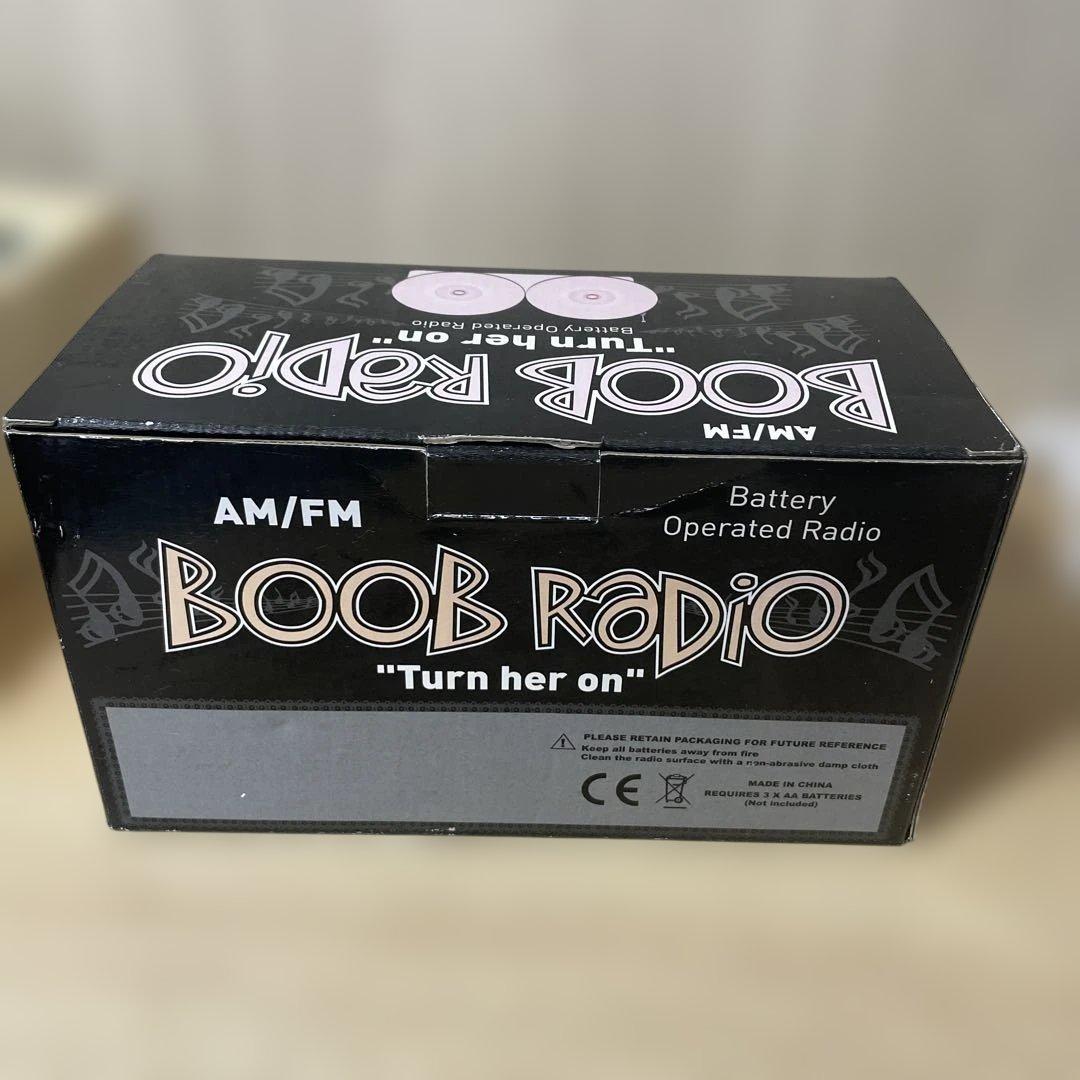 Battery Operated Radio
"Turn her on"
BOOB RaDiO
AM/FM
AM/FM
Battery
Operated Radio
BOOB RaDiO
"Turn her on"
PLEASE RETAIN PACKAGING FOR FUTURE REFERENCE
Keep all batteries away from fire
Clean the radio surface with a non-abrasive damp cloth
CE
MADE IN CHINA
REQUIRES 3 X AA BATTERIES
(Not included)